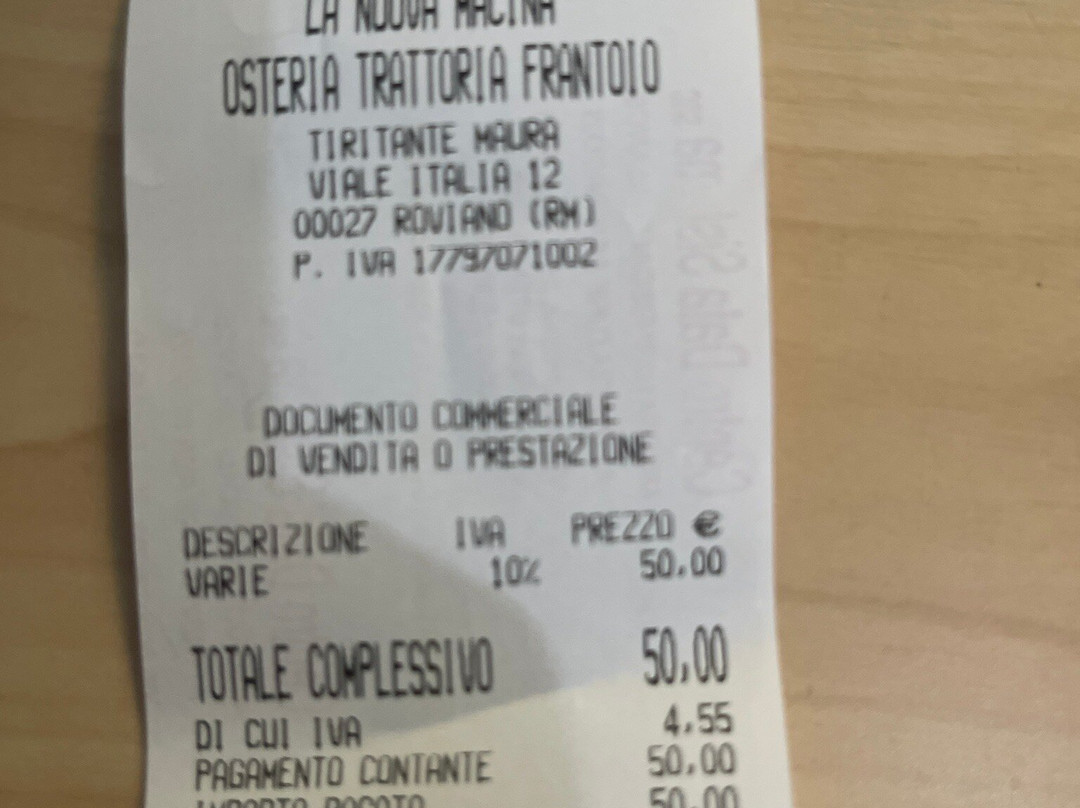 LA NUOVA MACINA
OSTERIA TRATTORIA FRANTOIO
TIRITANTE MAURA
VIALE ITALIA 12
00027 ROVIANO (RM)
P. IVA 17797071002
DOCUMENTO COMMERCIALE
DI VENDITA O PRESTAZIONE
DESCRIZIONE IVA PREZZO €
VARIE 10% 50,00
TOTALE COMPLESSIVO 50,00
DI CUI IVA 4,55
PAGAMENTO CONTANTE 50,00
IMPORTO PAGATO 50,00